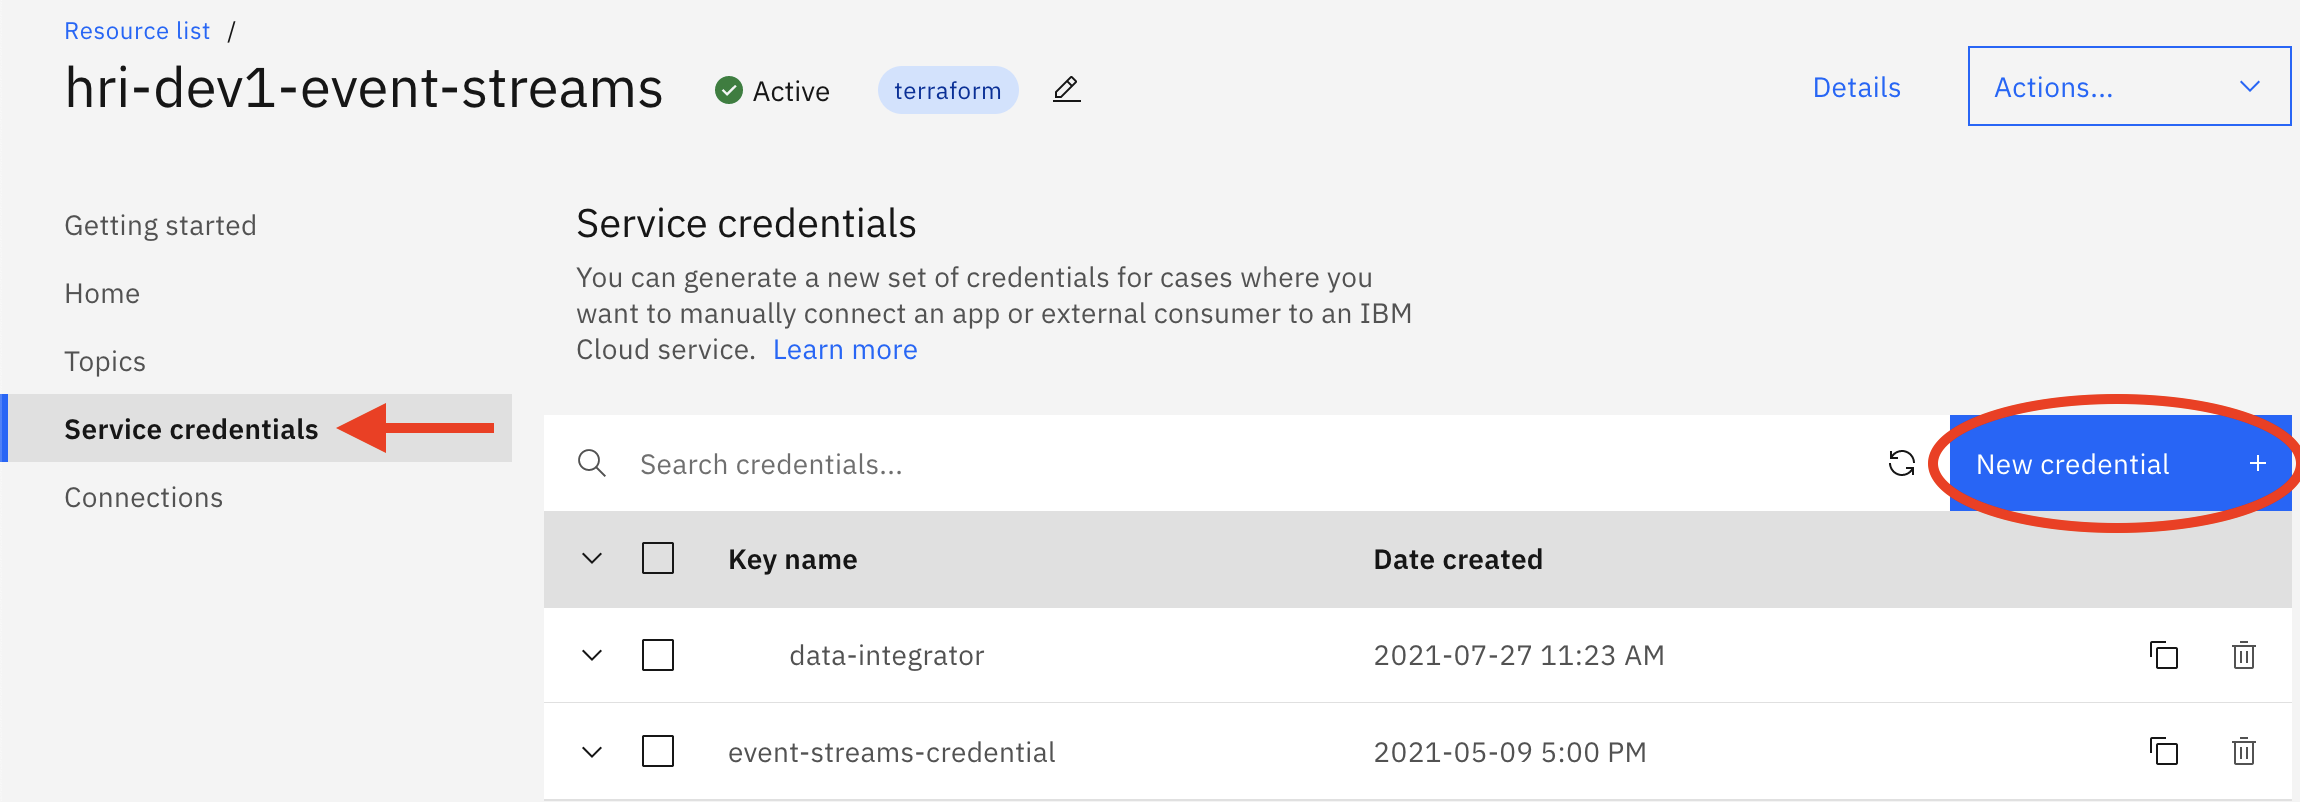 Resource list /
hri-dev1-event-streams Active terraform Details Actions...
Getting started
Home
Topics
Service credentials
Connections
Service credentials
You can generate a new set of credentials for cases where you
want to manually connect an app or external consumer to an IBM
Cloud service. Learn more
Search credentials... New credential +
Key name Date created
data-integrator 2021-07-27 11:23 AM
event-streams-credential 2021-05-09 5:00 PM